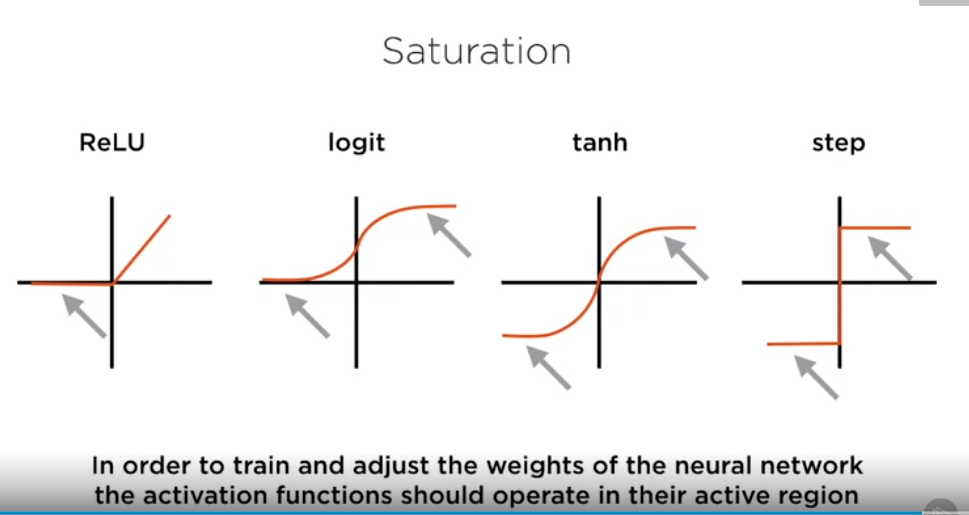 Saturation
ReLU
logit
tanh
step
In order to train and adjust the weights of the neural network
the activation functions should operate in their active region